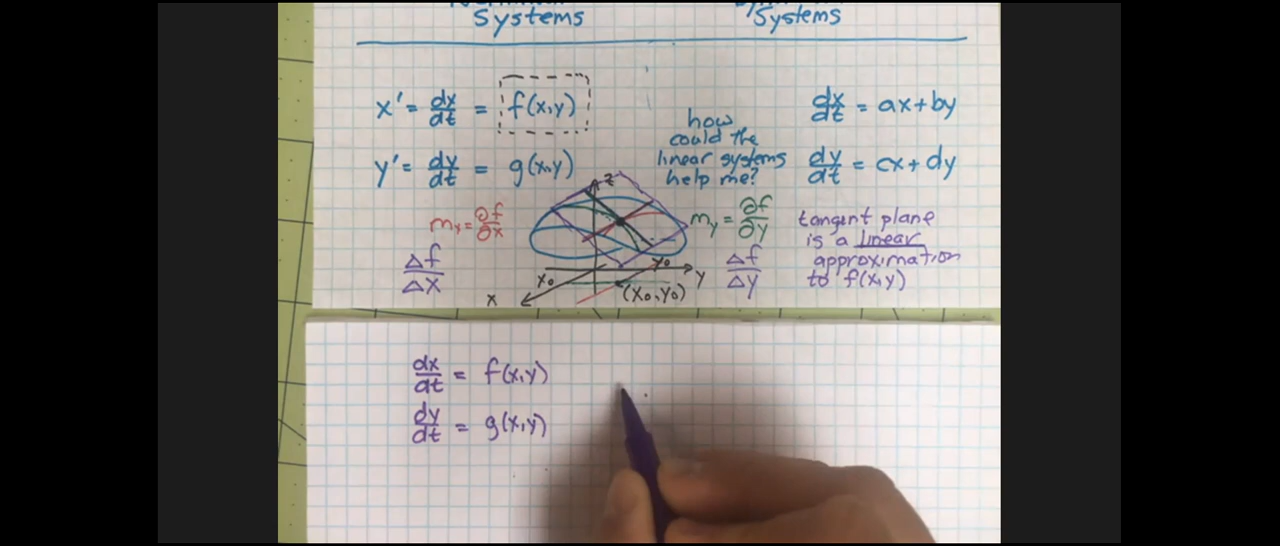 Systems Systems
x' = dx/dt = f(x,y)
dx/dt = ax+by
y' = dy/dt = g(x,y)
dy/dt = cx+dy
how
could the
linear systems
help me?
z
mx = ∂f/∂x
my = ∂f/∂y
Δf/Δx
Δf/Δy
x0
y0
y
x
(x0,y0)
tangent plane
is a linear
approximation
to f(x,y)
dx/dt = f(x,y)
dy/dt = g(x,y)